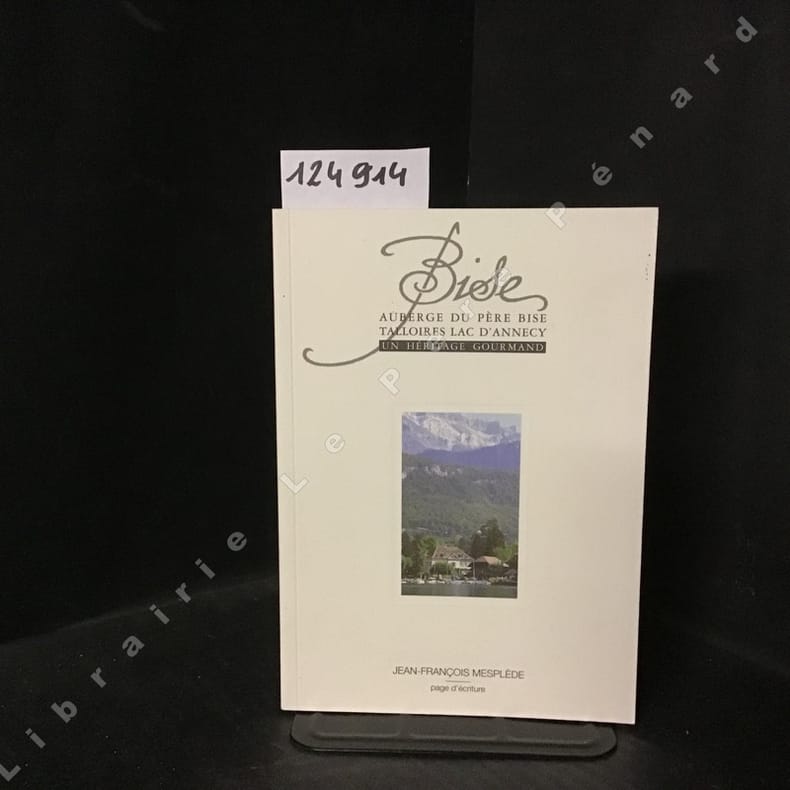 124914
Bise
AUBERGE DU PÈRE BISE
TALLOIRES LAC D'ANNECY
UN HÉRITAGE GOURMAND
JEAN-FRANÇOIS MESPLÈDE
page d'écriture
Librairie Le Père Pénard